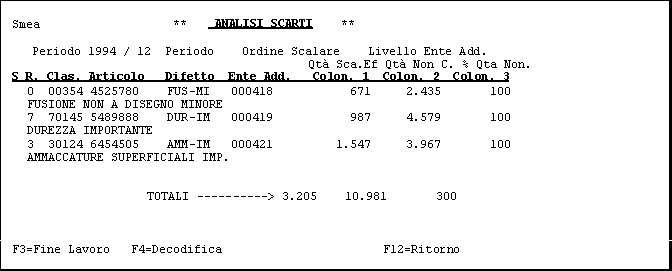 Smea ** ANALISI SCARTI **
Periodo 1994 / 12 Periodo Ordine Scalare Livello Ente Add.
Qtà Sca.Ef Qtà Non C. % Qta Non.
S R. Clas. Articolo Difetto Ente Add. Colon. 1 Colon. 2 Colon. 3
0 00354 4525780 FUS-MI 000418 671 2.435 100
FUSIONE NON A DISEGNO MINORE
7 70145 5489888 DUR-IM 000419 987 4.579 100
DUREZZA IMPORTANTE
3 30124 6454505 AMM-IM 000421 1.547 3.967 100
AMMACCATURE SUPERFICIALI IMP.
TOTALI ----------> 3.205 10.981 300
F3=Fine Lavoro F4=Decodifica F12=Ritorno